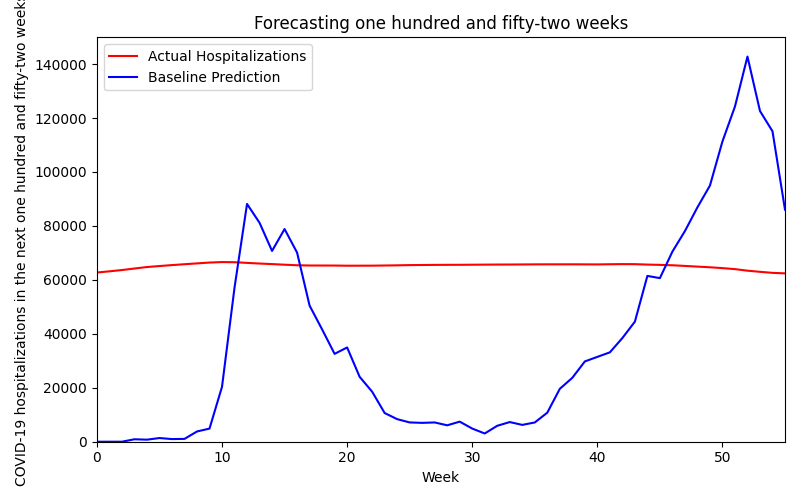 Forecasting one hundred and fifty-two weeks
Actual Hospitalizations
Baseline Prediction
COVID-19 hospitalizations in the next one hundred and fifty-two weeks
140000
120000
100000
80000
60000
40000
20000
0
0 10 20 30 40 50
Week